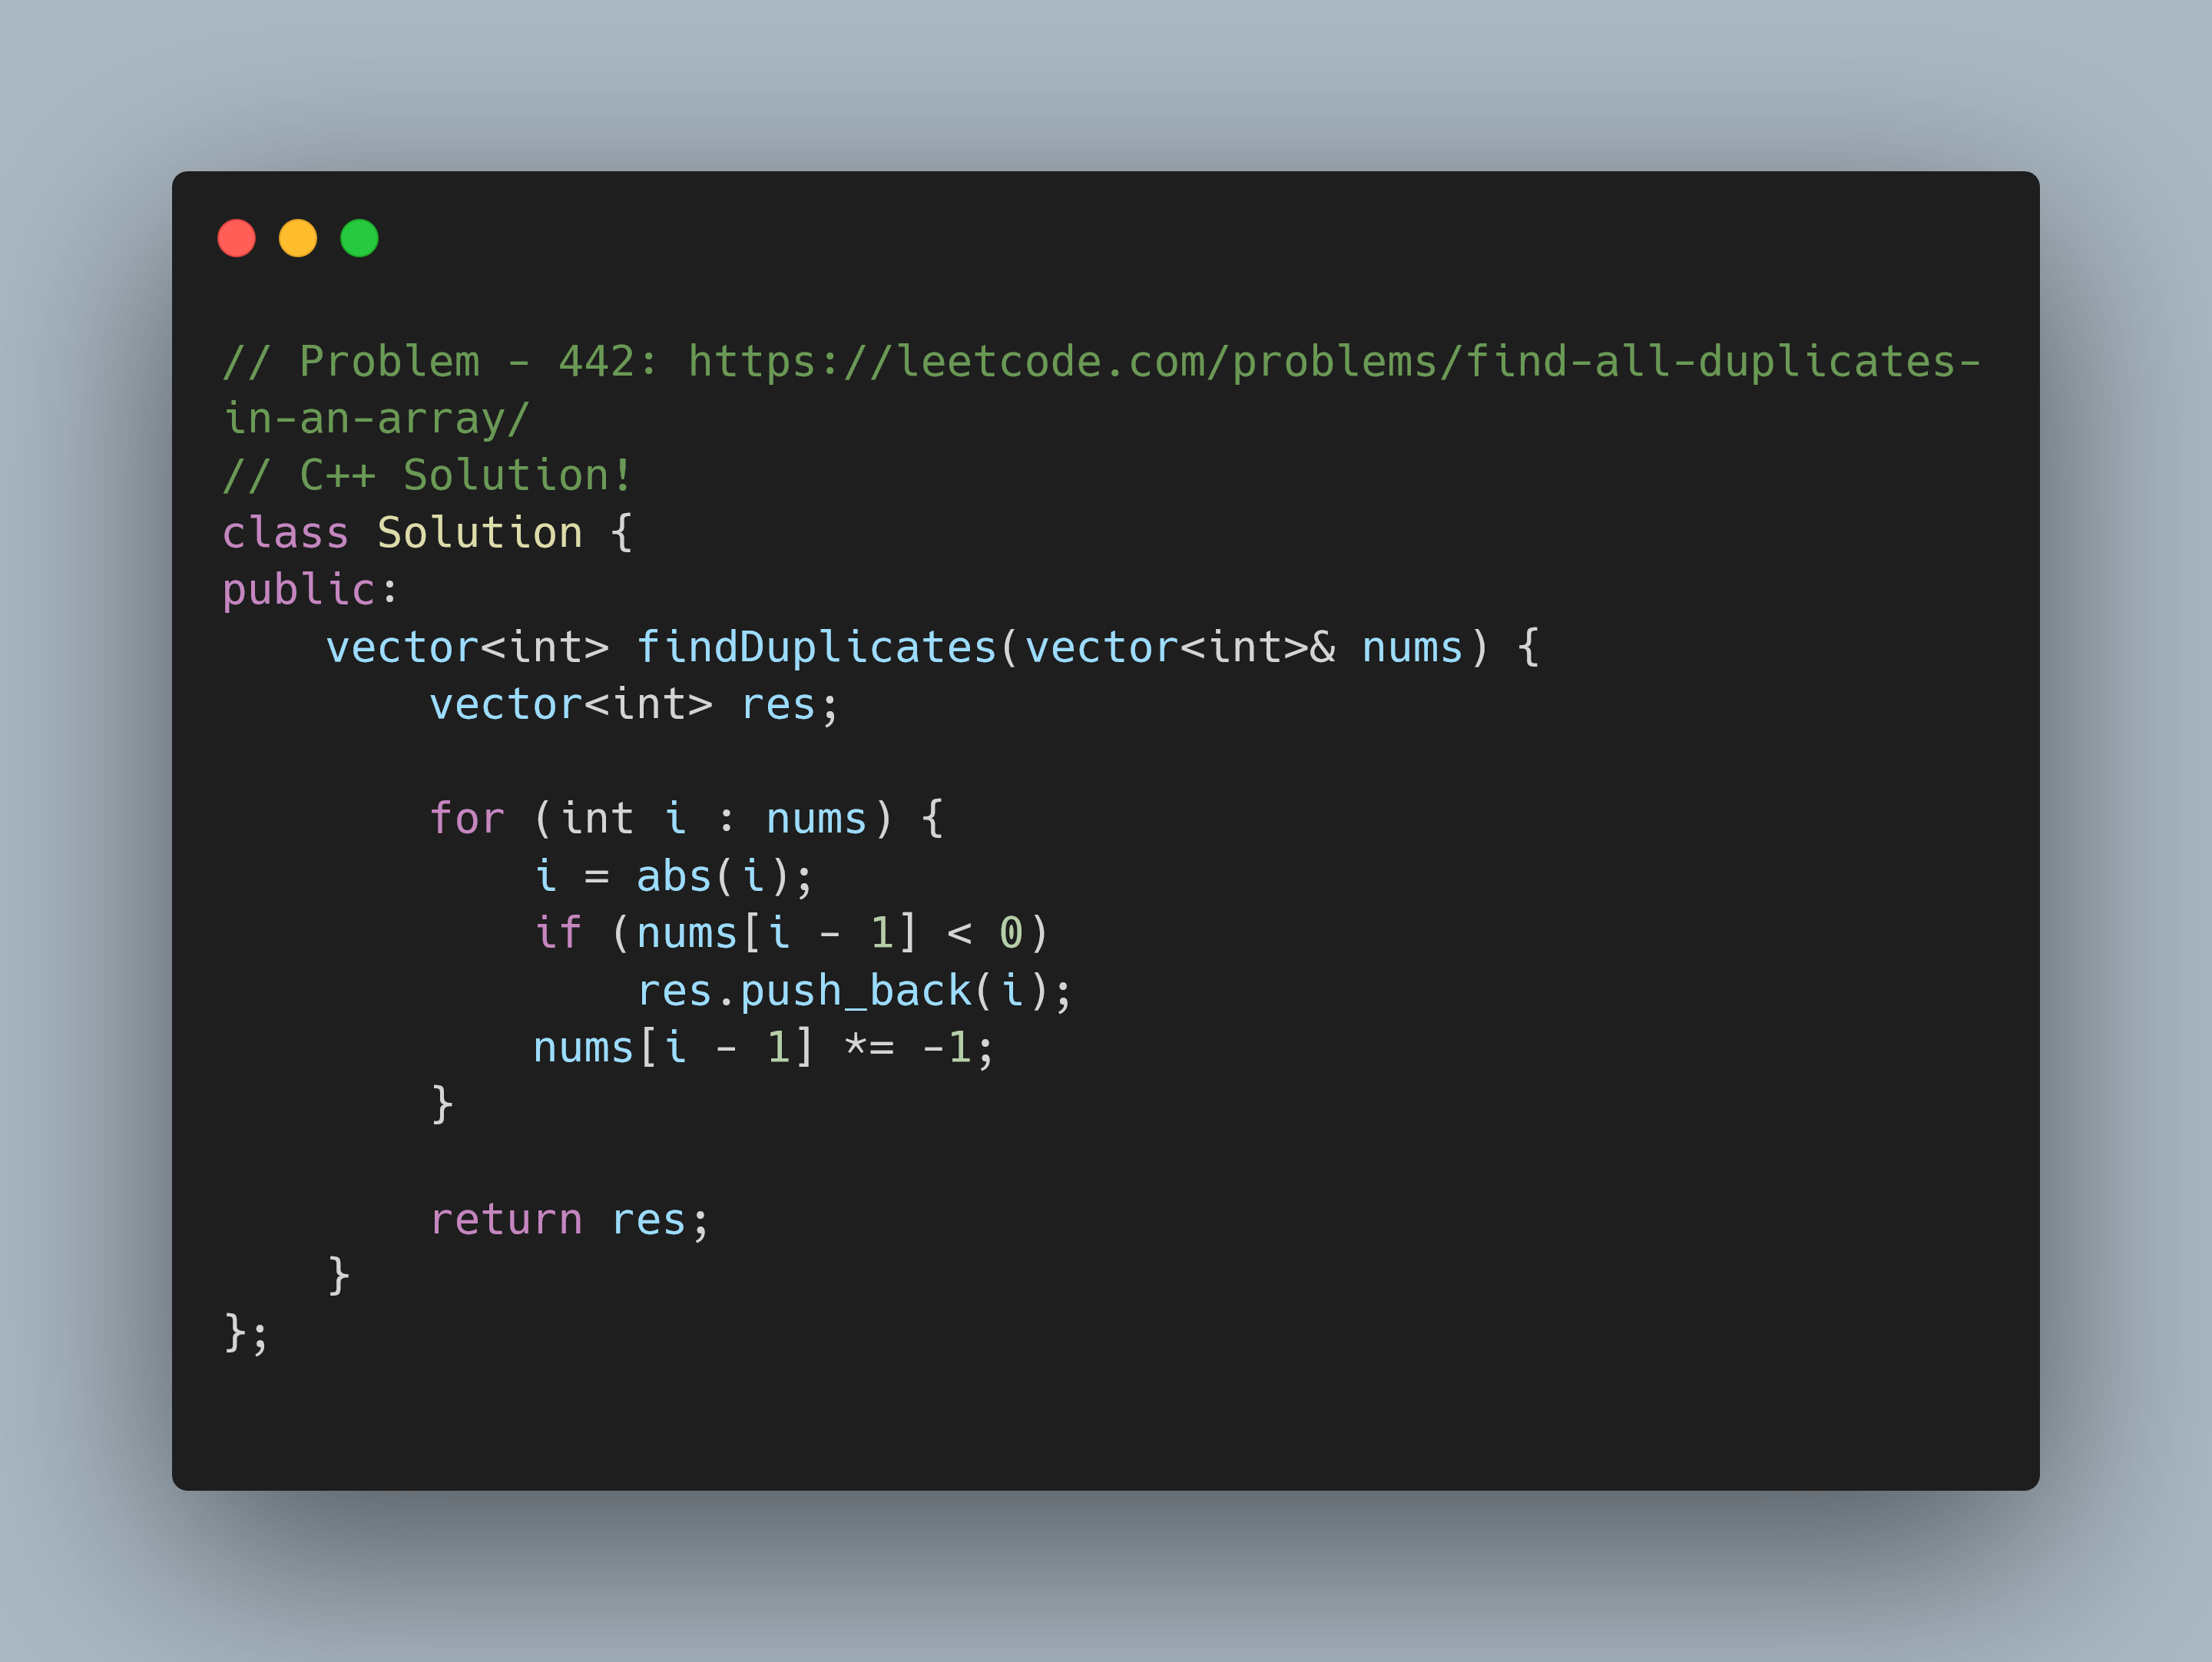 // Problem - 442: https://leetcode.com/problems/find-all-duplicates-
in-an-array/
// C++ Solution!
class Solution {
public:
    vector<int> findDuplicates(vector<int>& nums) {
        vector<int> res;

        for (int i : nums) {
            i = abs(i);
            if (nums[i - 1] < 0)
                res.push_back(i);
            nums[i - 1] *= -1;
        }

        return res;
    }
};